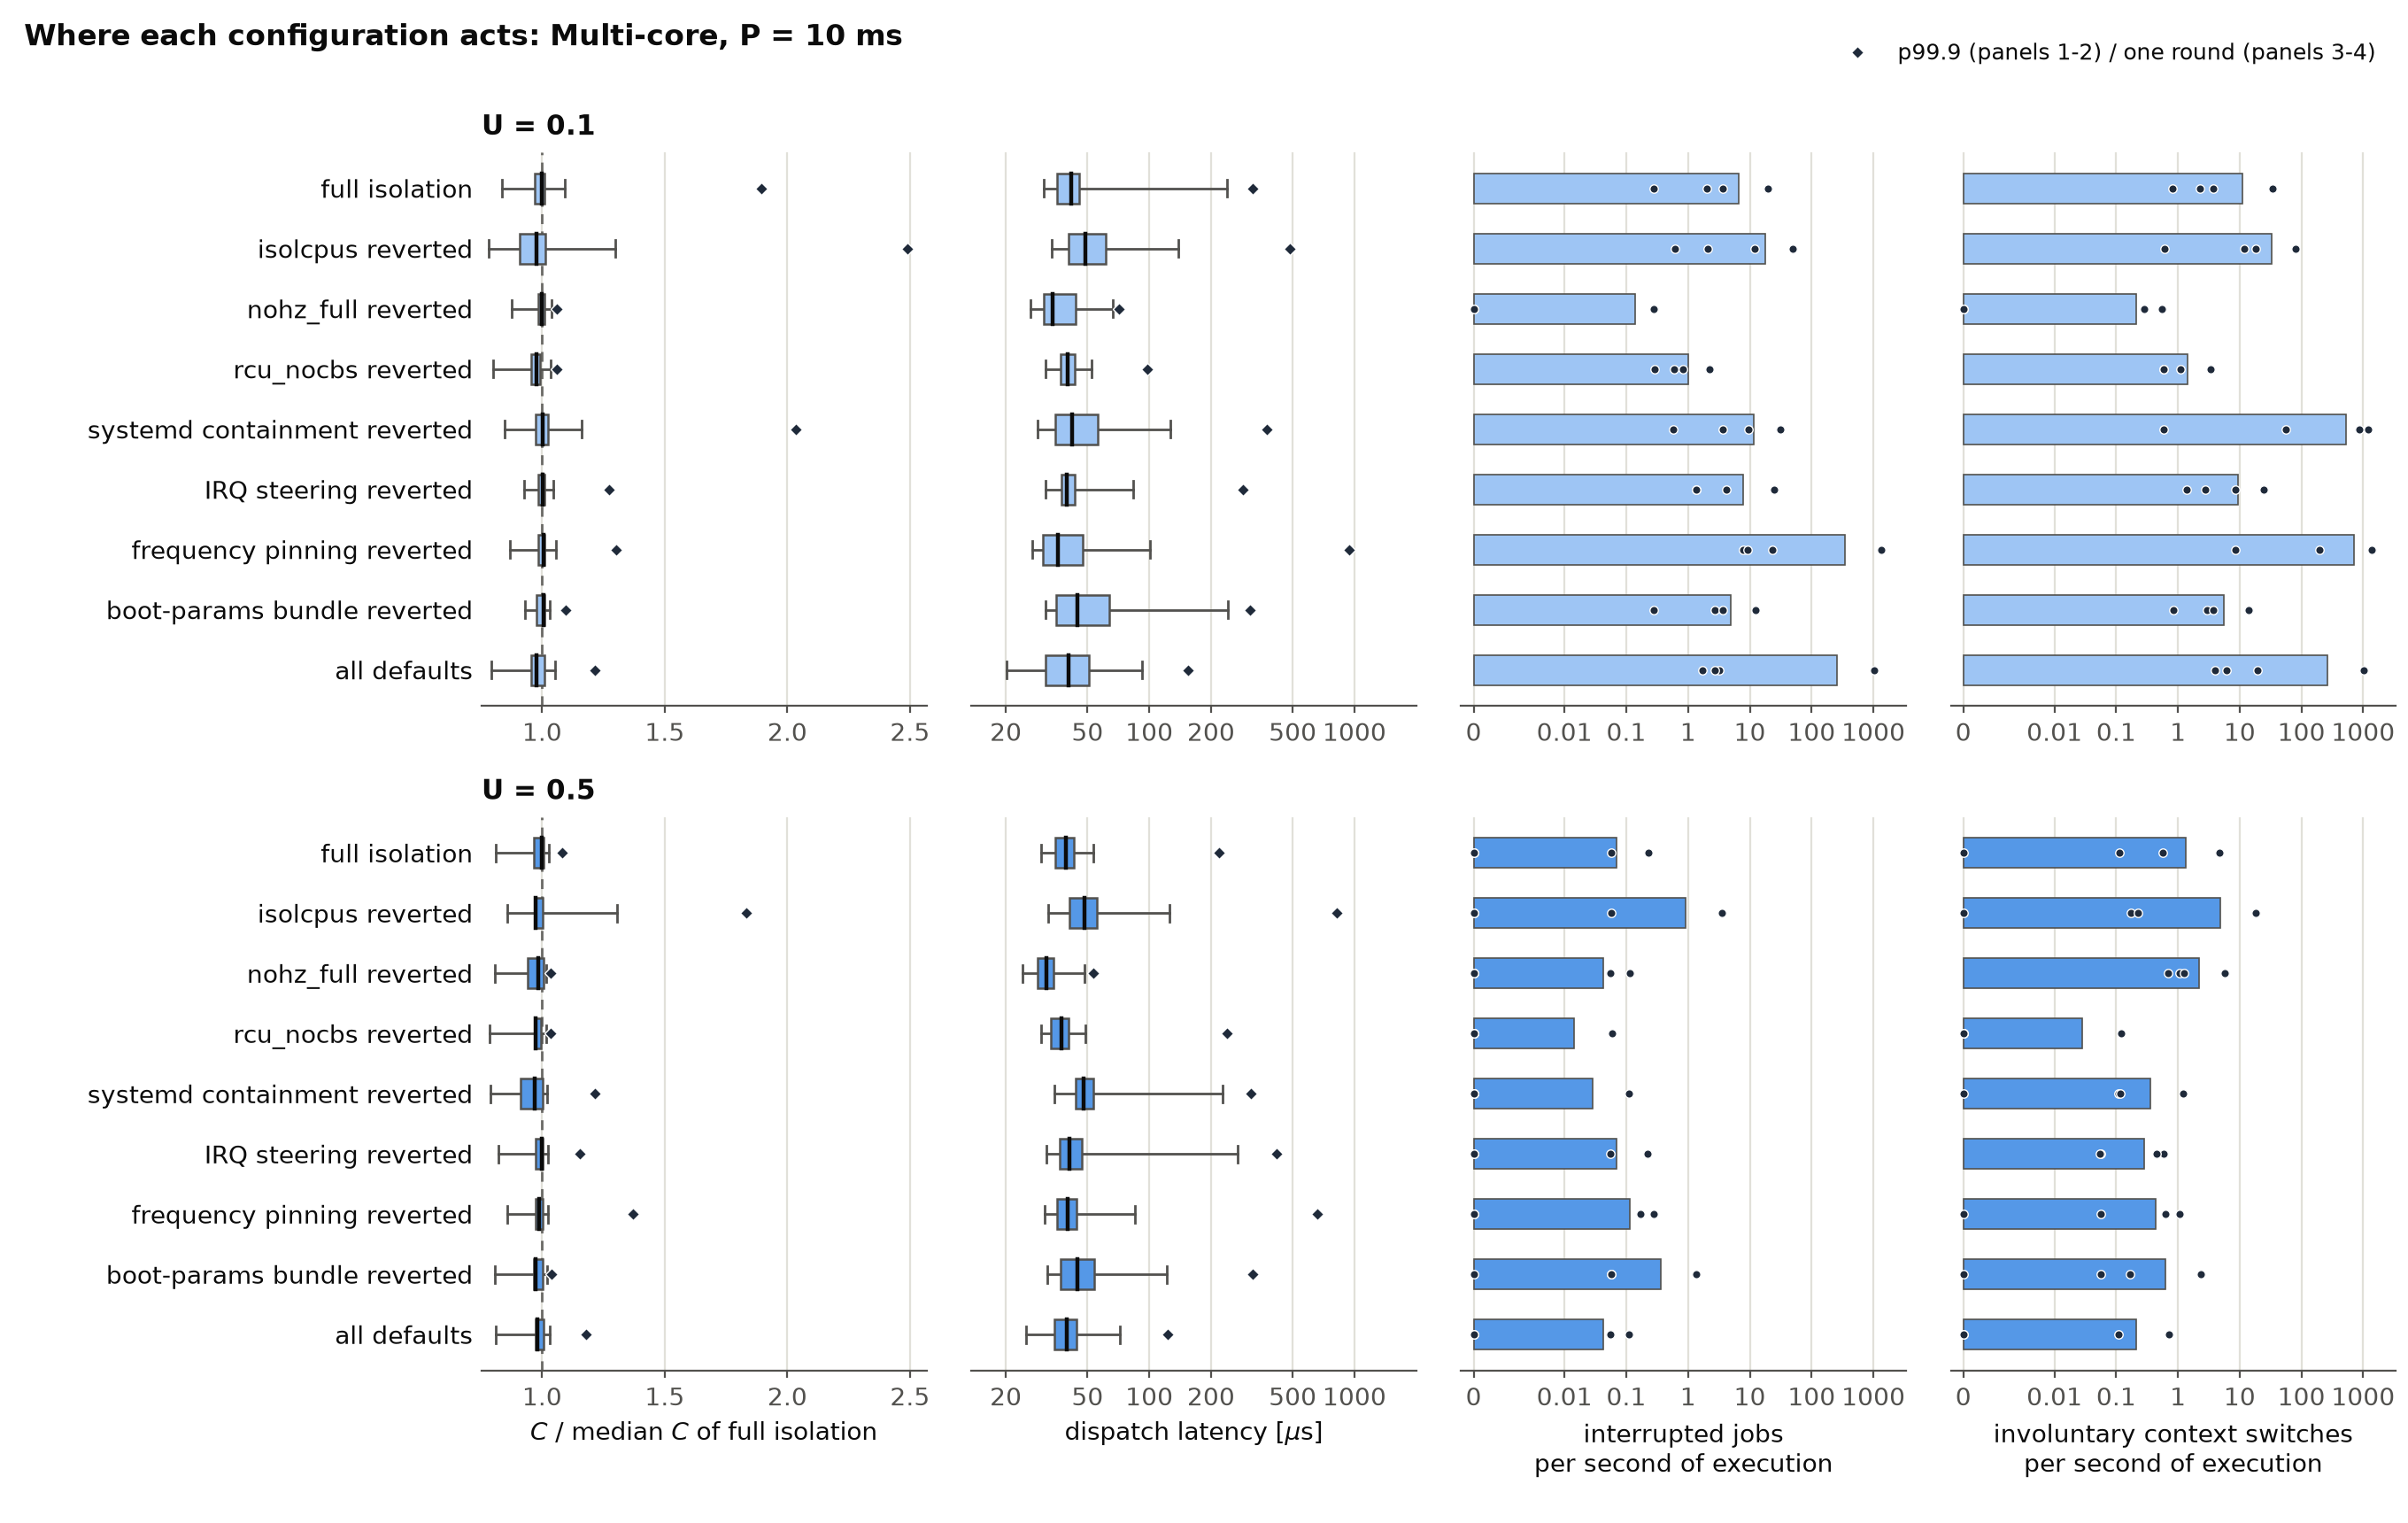 Where each configuration acts: Multi-core, P = 10 ms
p99.9 (panels 1-2) / one round (panels 3-4)
U = 0.1
full isolation
isolcpus reverted
nohz_full reverted
rcu_nocbs reverted
systemd containment reverted
IRQ steering reverted
frequency pinning reverted
boot-params bundle reverted
all defaults
1.0 1.5 2.0 2.5
20 50 100 200 500 1000
0 0.01 0.1 1 10 100 1000
0 0.01 0.1 1 10 100 1000
U = 0.5
full isolation
isolcpus reverted
nohz_full reverted
rcu_nocbs reverted
systemd containment reverted
IRQ steering reverted
frequency pinning reverted
boot-params bundle reverted
all defaults
1.0 1.5 2.0 2.5
C / median C of full isolation
20 50 100 200 500 1000
dispatch latency [μs]
0 0.01 0.1 1 10 100 1000
interrupted jobs
per second of execution
0 0.01 0.1 1 10 100 1000
involuntary context switches
per second of execution